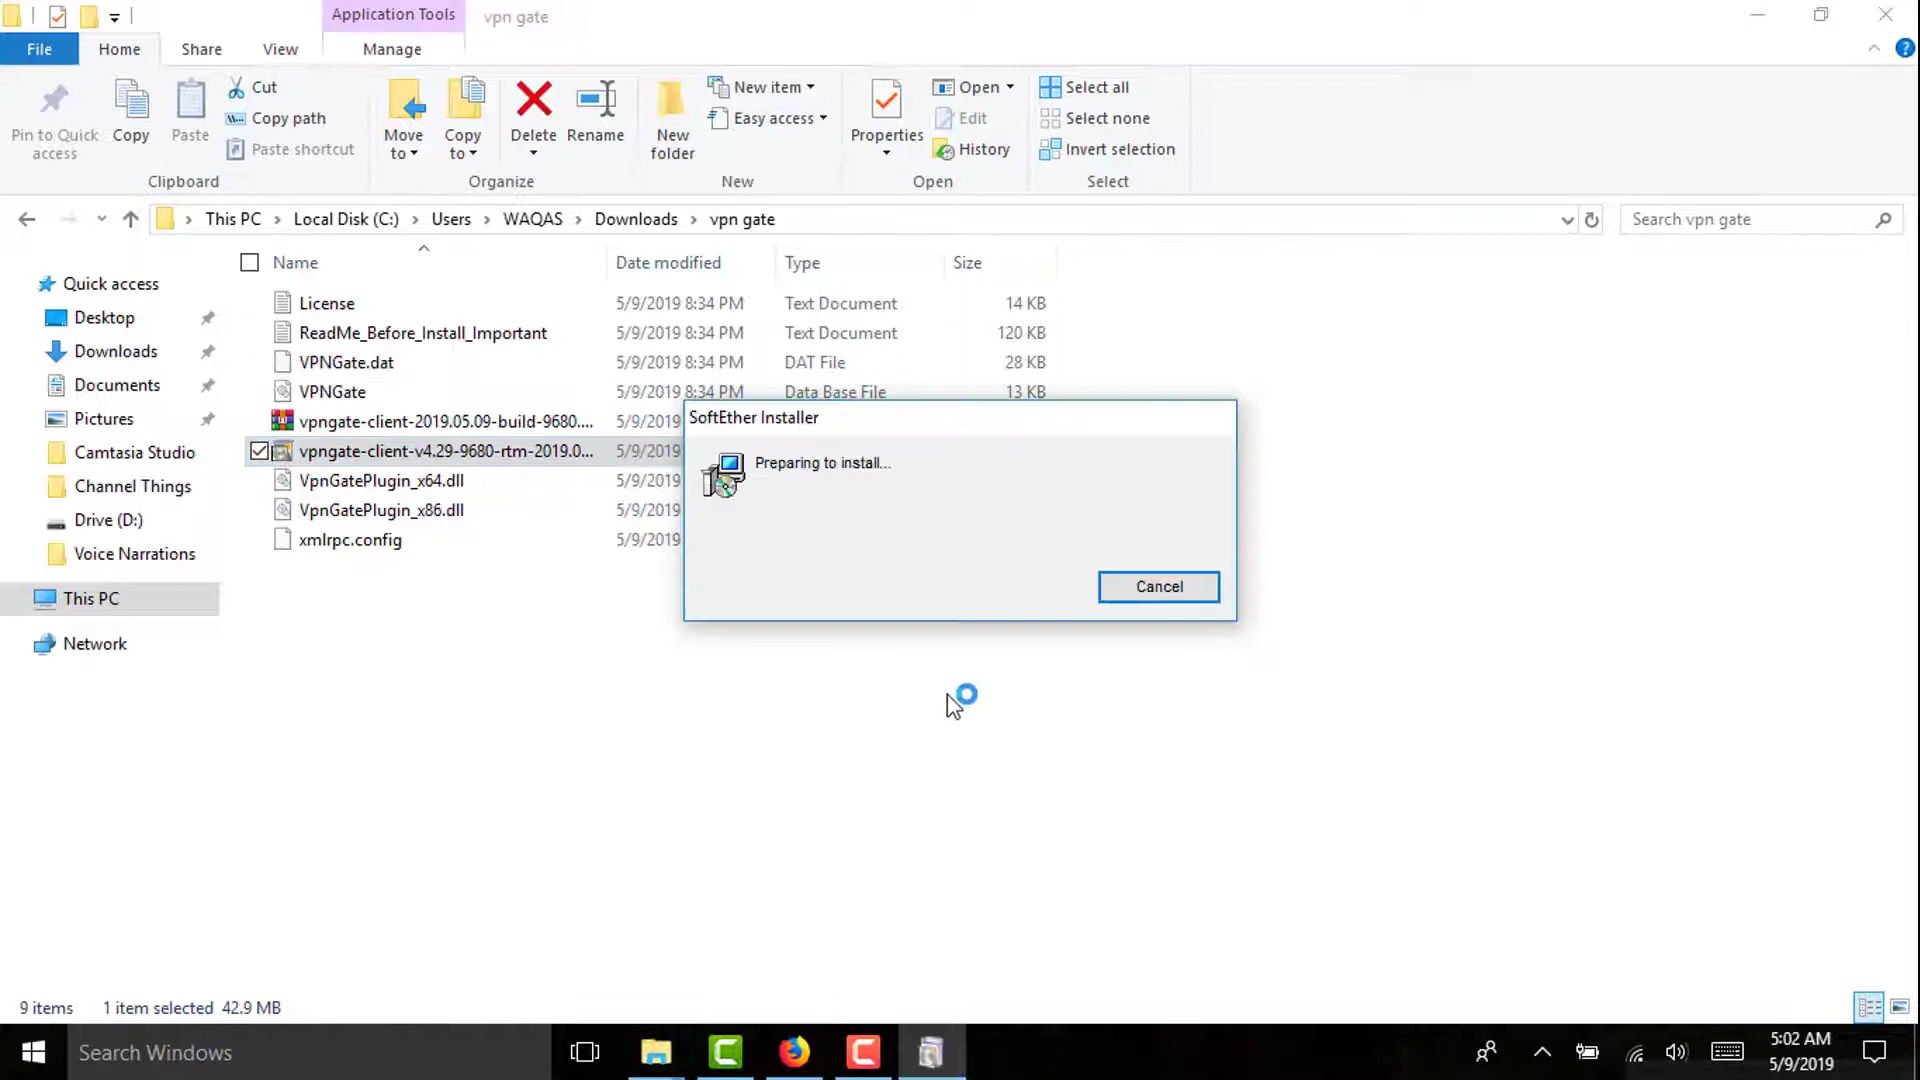 Application Tools
vpn gate
File
Home
Share
View
Manage
Pin to Quick access
Copy
Paste
Cut
Copy path
Paste shortcut
Clipboard
Move to
Copy to
Delete
Rename
Organize
New folder
New item
Easy access
New
Properties
Open
Edit
History
Open
Select all
Select none
Invert selection
Select
This PC > Local Disk (C:) > Users > WAQAS > Downloads > vpn gate
Search vpn gate
Name
Date modified
Type
Size
Quick access
Desktop
Downloads
Documents
Pictures
Camtasia Studio
Channel Things
Drive (D:)
Voice Narrations
This PC
Network
License 5/9/2019 8:34 PM Text Document 14 KB
ReadMe_Before_Install_Important 5/9/2019 8:34 PM Text Document 120 KB
VPNGate.dat 5/9/2019 8:34 PM DAT File 28 KB
VPNGate 5/9/2019 8:34 PM Data Base File 13 KB
vpngate-client-2019.05.09-build-9680.... 5/9/2019
vpngate-client-v4.29-9680-rtm-2019.0... 5/9/2019
VpnGatePlugin_x64.dll 5/9/2019
VpnGatePlugin_x86.dll 5/9/2019
xmlrpc.config 5/9/2019
SoftEther Installer
Preparing to install...
Cancel
9 items 1 item selected 42.9 MB
Search Windows
5:02 AM
5/9/2019